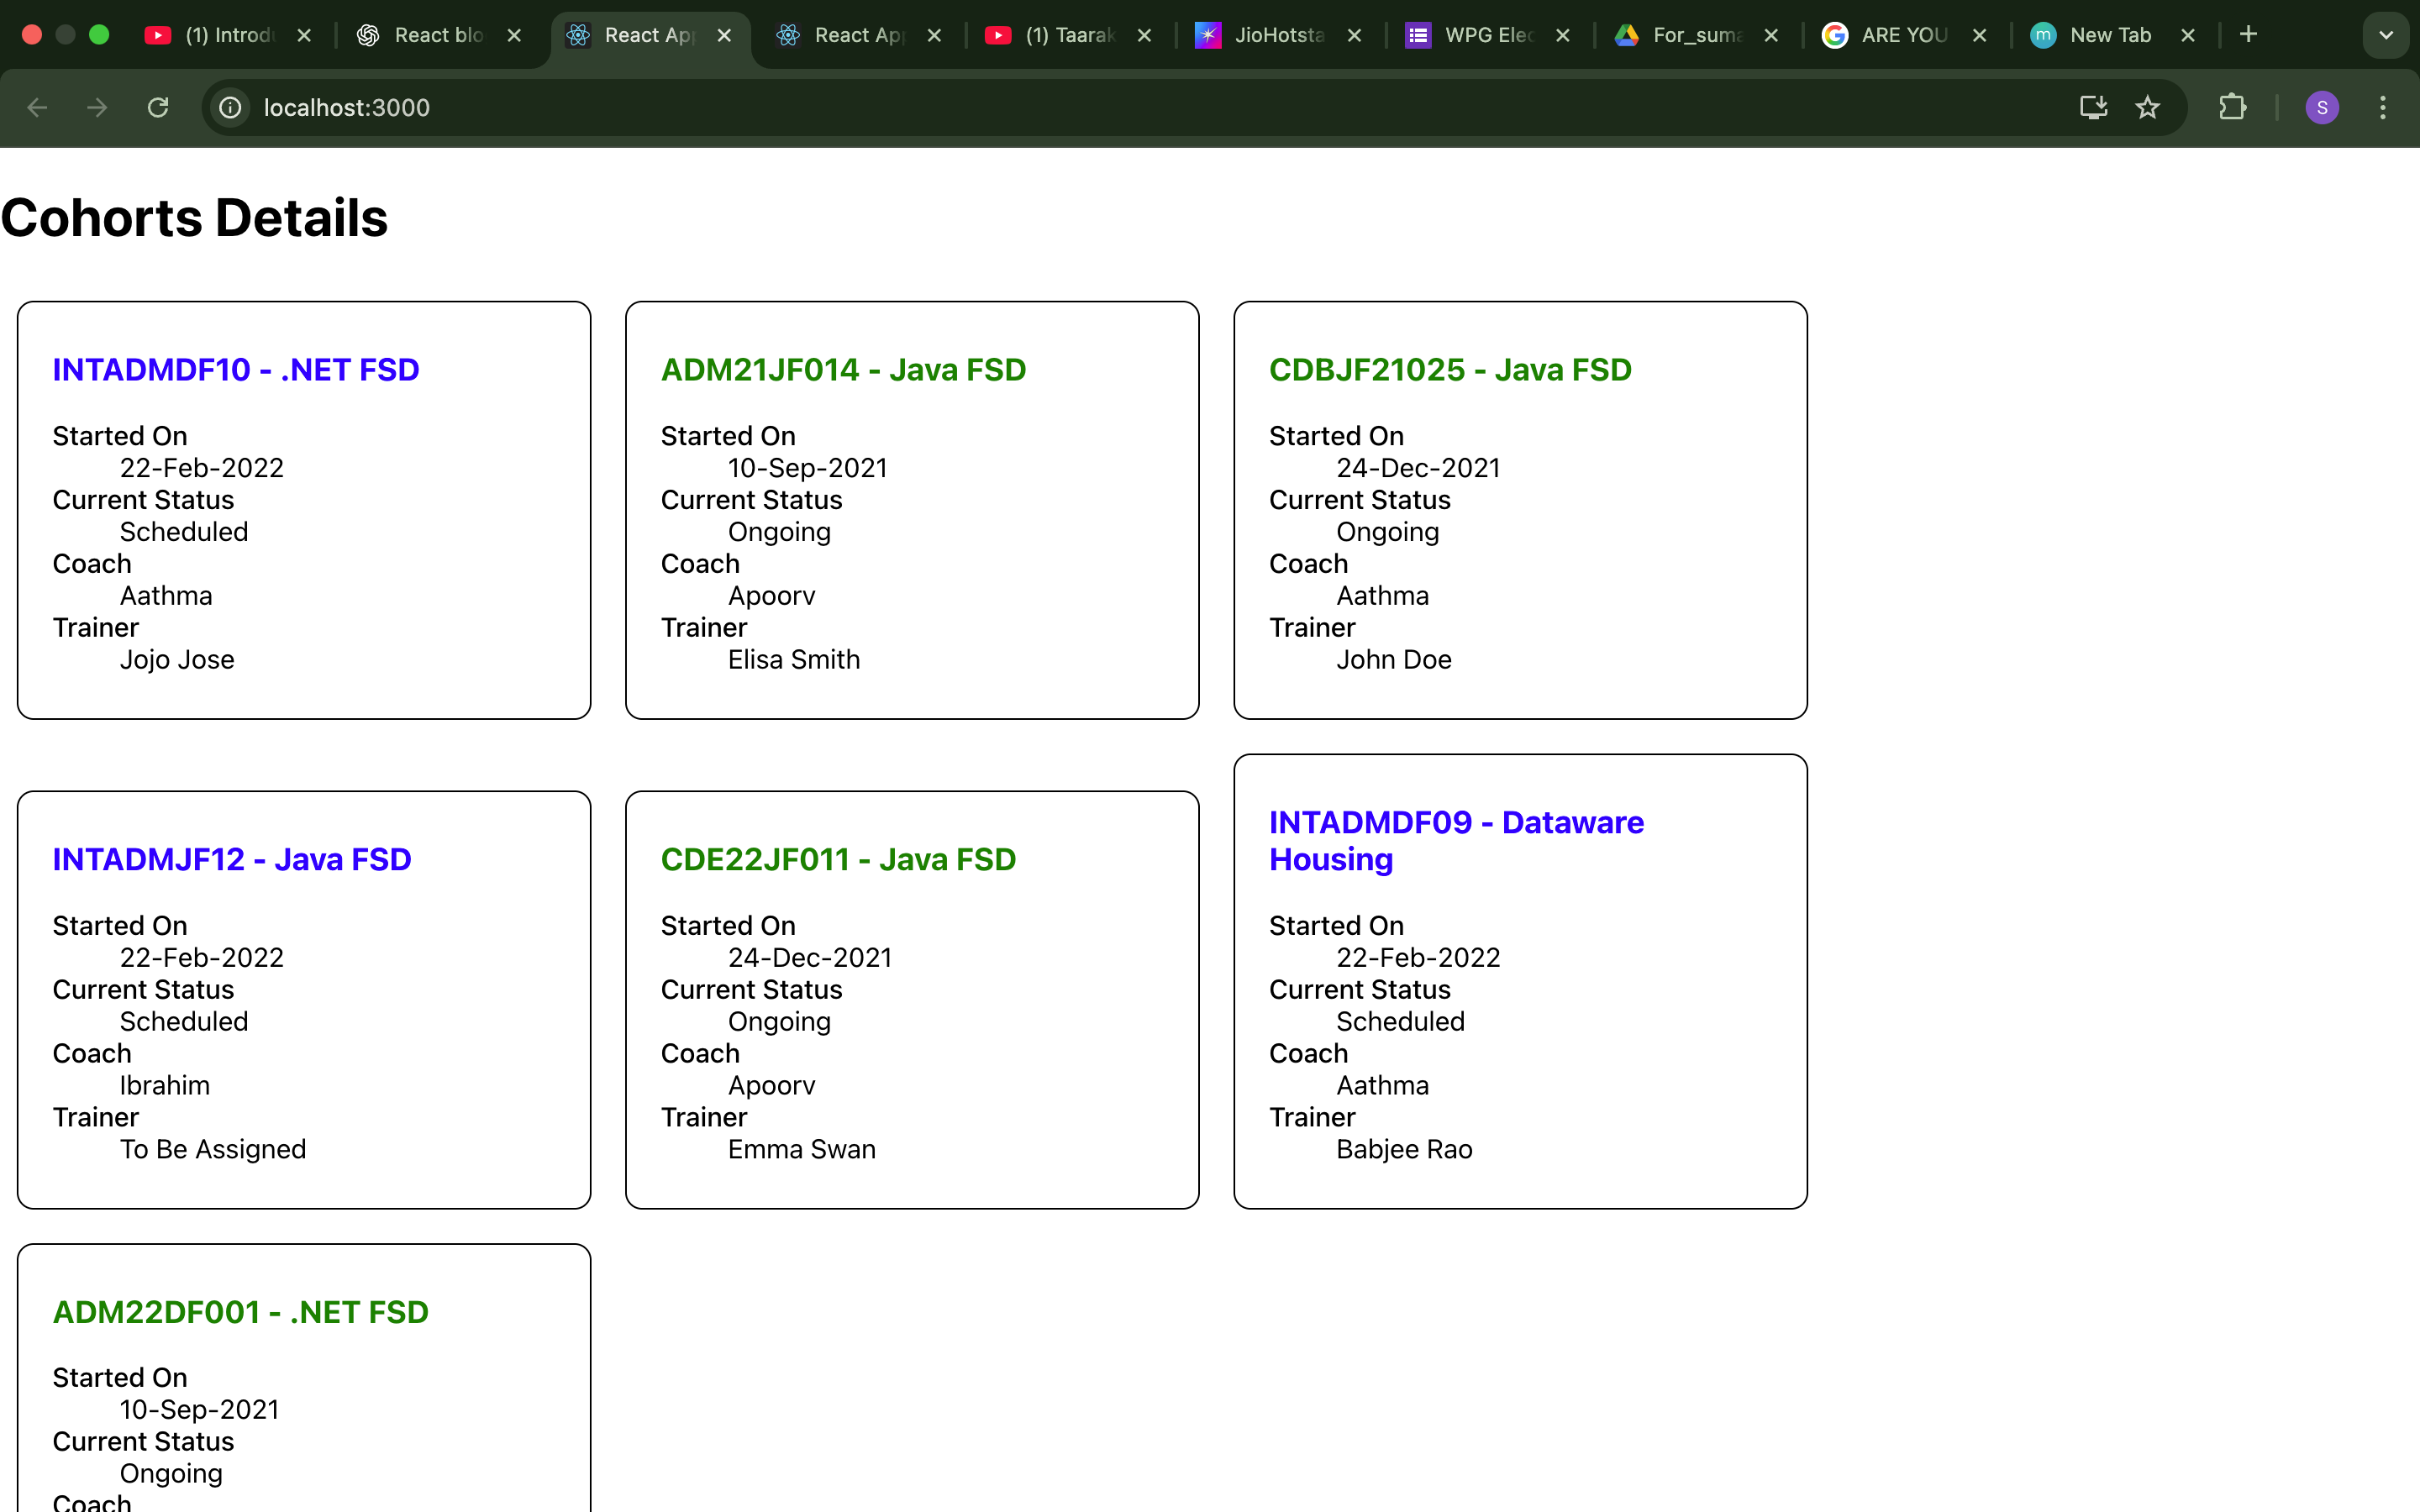 (1) Introdu
React blo
React App
React App
(1) Taarak
JioHotsta
WPG Elec
For_suma
ARE YOU
m
New Tab
localhost:3000
S
Cohorts Details
INTADMDF10 - .NET FSD
Started On
22-Feb-2022
Current Status
Scheduled
Coach
Aathma
Trainer
Jojo Jose
ADM21JF014 - Java FSD
Started On
10-Sep-2021
Current Status
Ongoing
Coach
Apoorv
Trainer
Elisa Smith
CDBJF21025 - Java FSD
Started On
24-Dec-2021
Current Status
Ongoing
Coach
Aathma
Trainer
John Doe
INTADMJF12 - Java FSD
Started On
22-Feb-2022
Current Status
Scheduled
Coach
Ibrahim
Trainer
To Be Assigned
CDE22JF011 - Java FSD
Started On
24-Dec-2021
Current Status
Ongoing
Coach
Apoorv
Trainer
Emma Swan
INTADMDF09 - Dataware
Housing
Started On
22-Feb-2022
Current Status
Scheduled
Coach
Aathma
Trainer
Babjee Rao
ADM22DF001 - .NET FSD
Started On
10-Sep-2021
Current Status
Ongoing
Coach